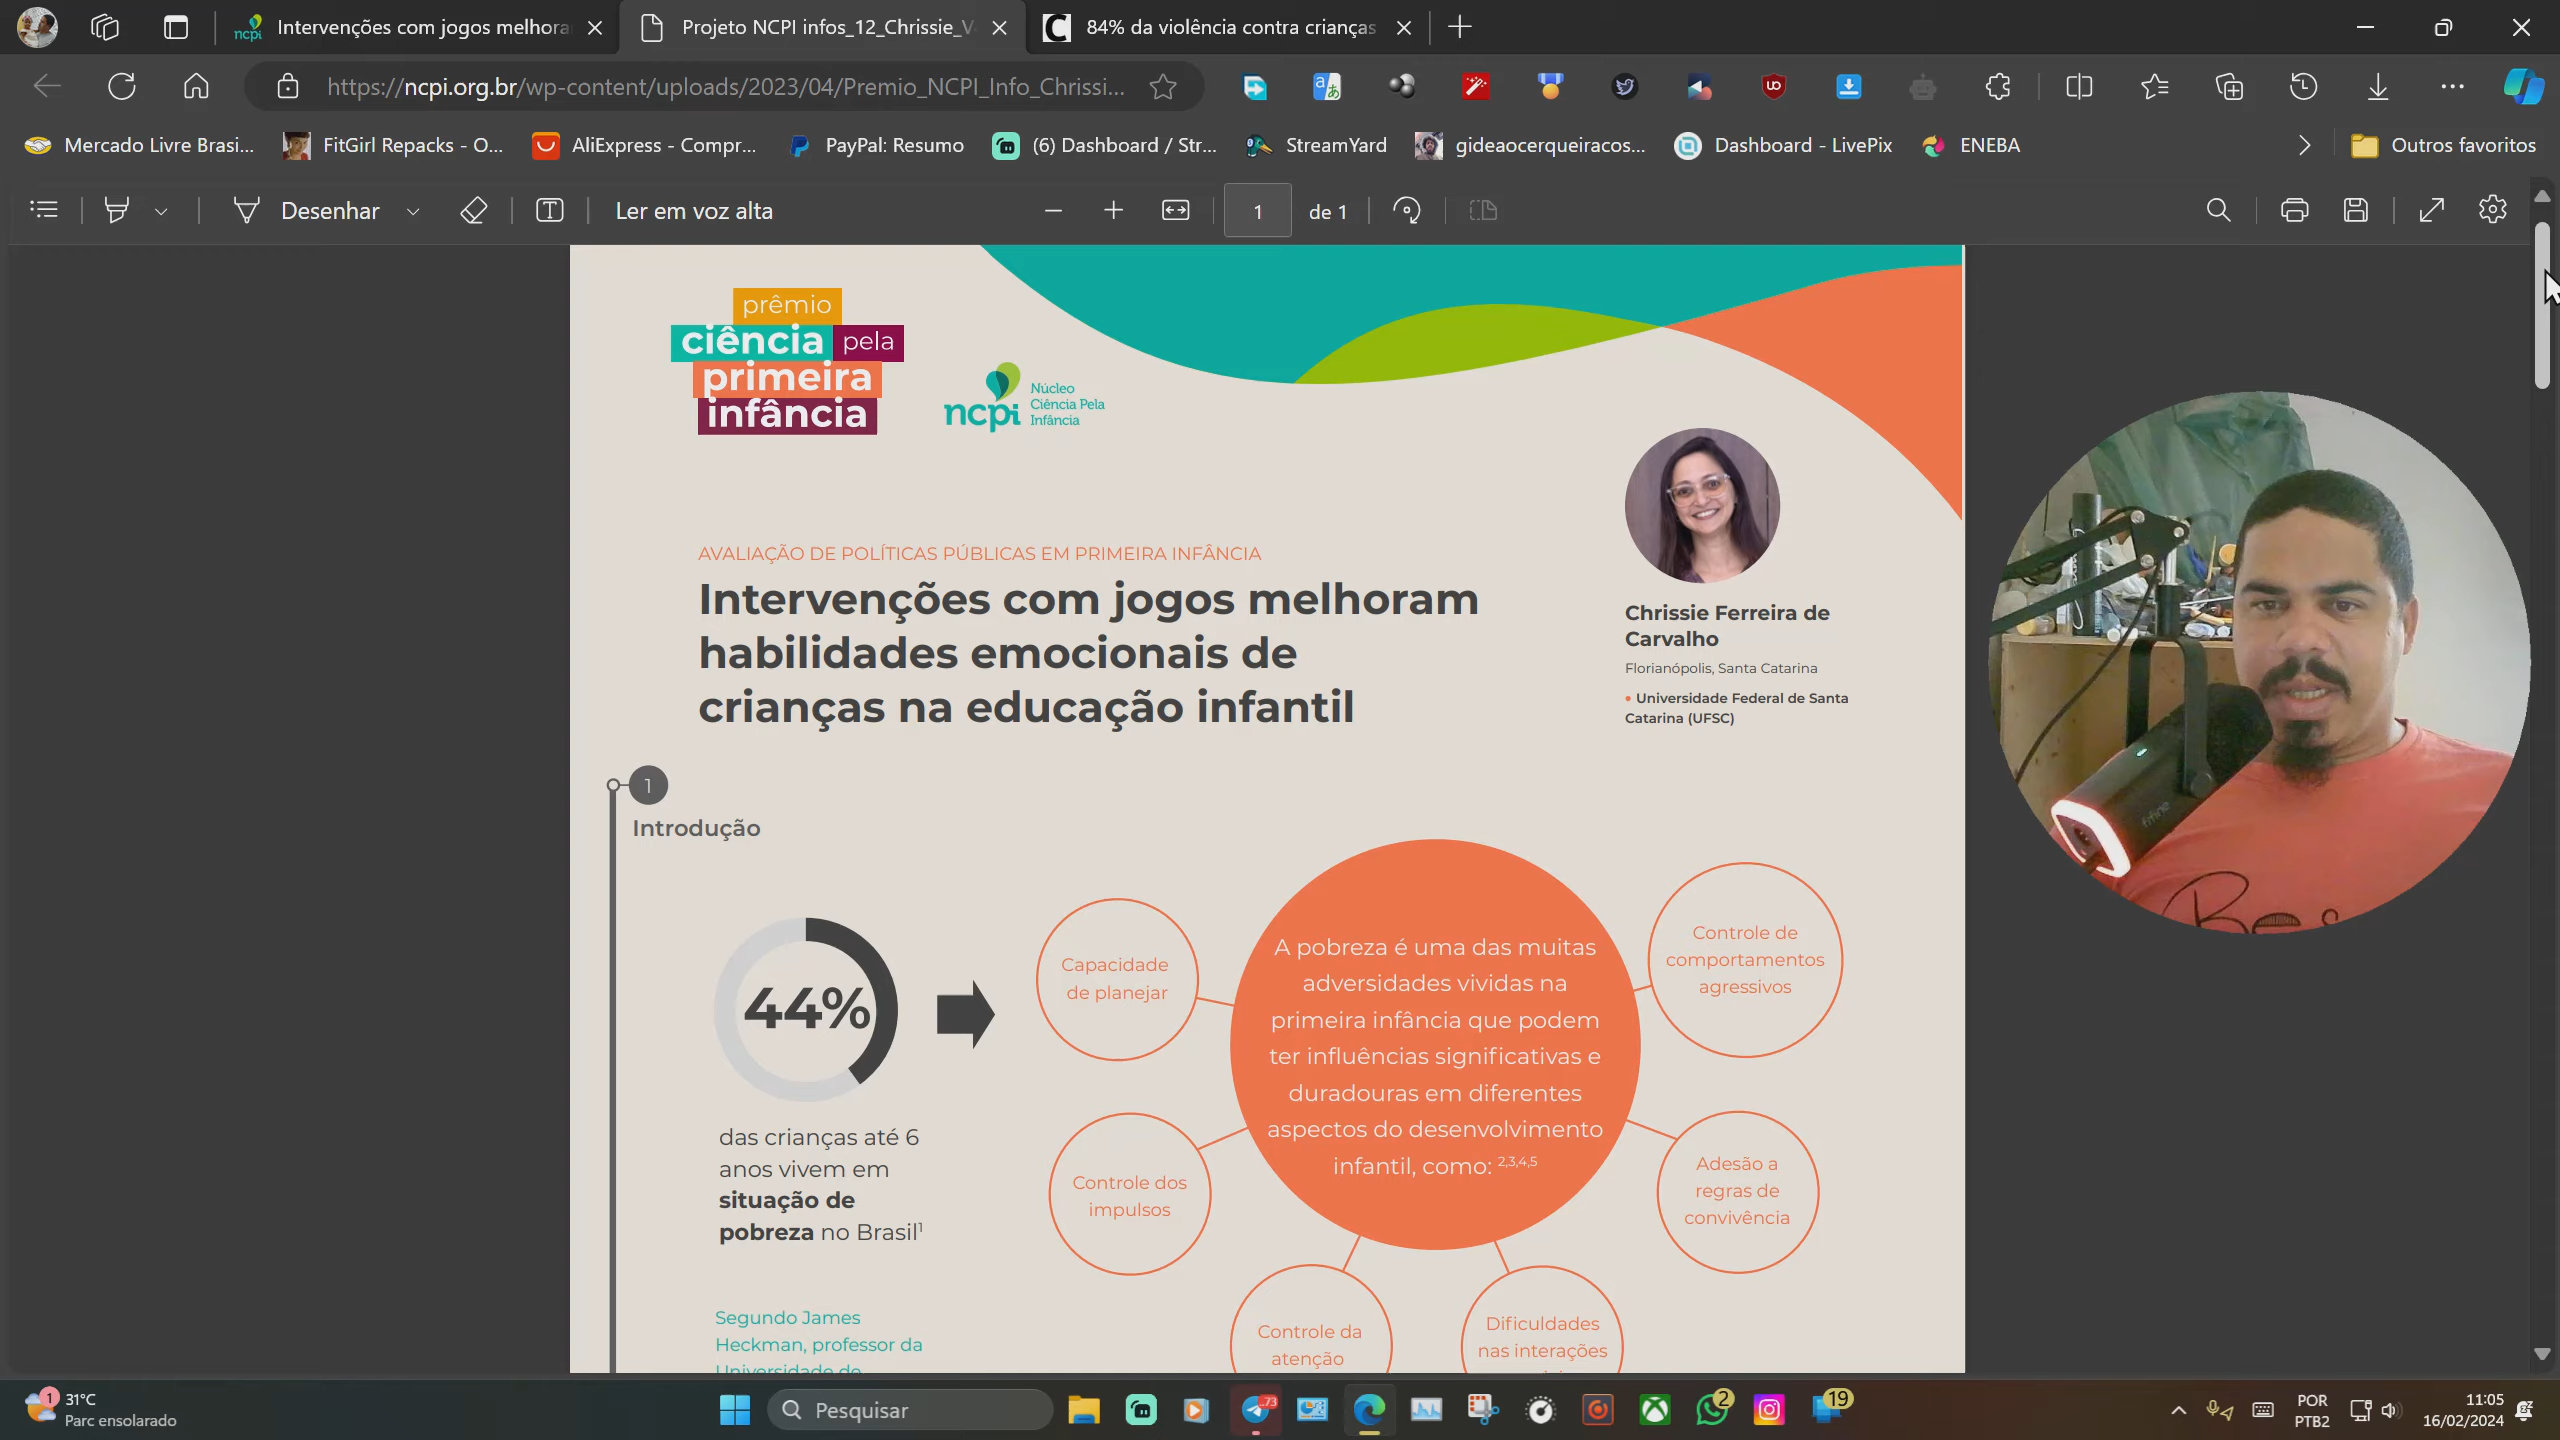 Intervenções com jogos melhora
Projeto NCPI infos_12_Chrissie_V
84% da violência contra crianças
https://ncpi.org.br/wp-content/uploads/2023/04/Premio_NCPI_Info_Chrissi...
Mercado Livre Brasi...
FitGirl Repacks - O...
AliExpress - Compr...
PayPal: Resumo
(6) Dashboard / Str...
StreamYard
gideaocerqueiracos...
Dashboard - LivePix
ENEBA
Outros favoritos
Desenhar
Ler em voz alta
1
de 1
prêmio
ciência pela
primeira
infância
ncpi
Núcleo
Ciência Pela
Infância
AVALIAÇÃO DE POLÍTICAS PÚBLICAS EM PRIMEIRA INFÂNCIA
Intervenções com jogos melhoram
habilidades emocionais de
crianças na educação infantil
Chrissie Ferreira de
Carvalho
Florianópolis, Santa Catarina
• Universidade Federal de Santa
Catarina (UFSC)
1
Introdução
44%
das crianças até 6
anos vivem em
situação de
pobreza no Brasil¹
Segundo James
Heckman, professor da
Universidade de
Capacidade
de planejar
Controle dos
impulsos
A pobreza é uma das muitas
adversidades vividas na
primeira infância que podem
ter influências significativas e
duradouras em diferentes
aspectos do desenvolvimento
infantil, como: 2,3,4,5
Controle de
comportamentos
agressivos
Adesão a
regras de
convivência
Controle da
atenção
Dificuldades
nas interações
fifine
1
31°C
Parc ensolarado
Pesquisar
73
2
19
POR
PTB2
11:05
16/02/2024